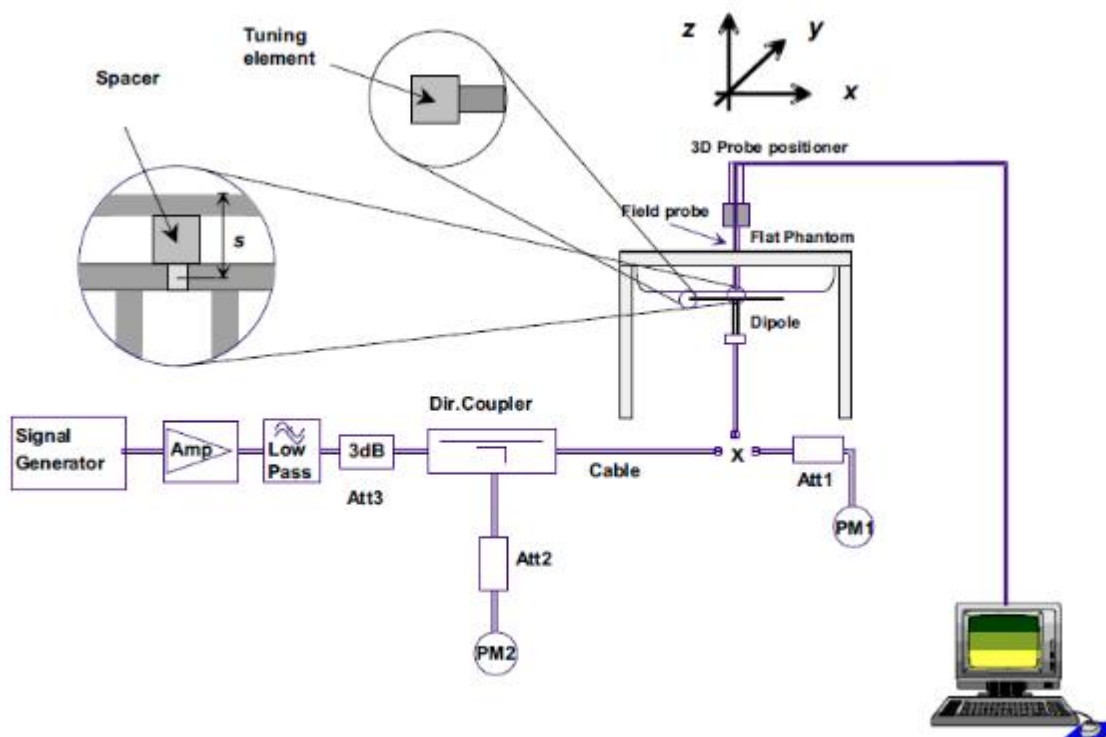 Tuning
element
Spacer
z
y
x
s
3D Probe positioner
Field probe
Flat Phantom
Dipole
Dir.Coupler
Signal
Generator
Amp
Low
Pass
3dB
Att3
Cable
X
Att1
PM1
Att2
PM2